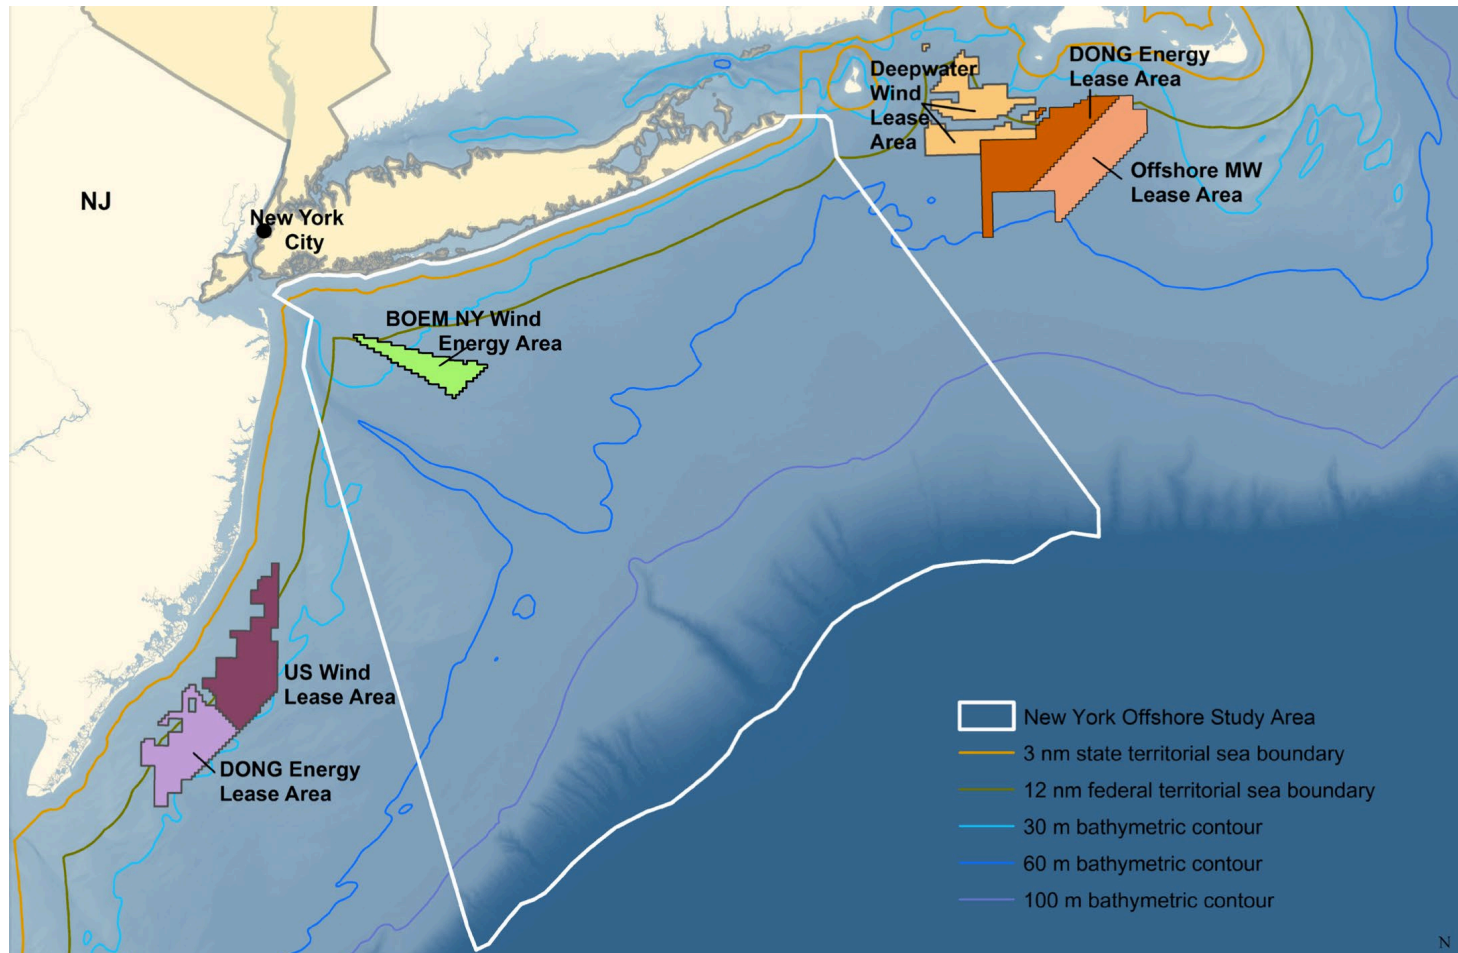 DONG Energy
Lease Area
Deepwater
Wind
Lease
Area
Offshore MW
Lease Area
NJ
New York
City
BOEM NY Wind
Energy Area
US Wind
Lease Area
DONG Energy
Lease Area
New York Offshore Study Area
3 nm state territorial sea boundary
12 nm federal territorial sea boundary
30 m bathymetric contour
60 m bathymetric contour
100 m bathymetric contour
N